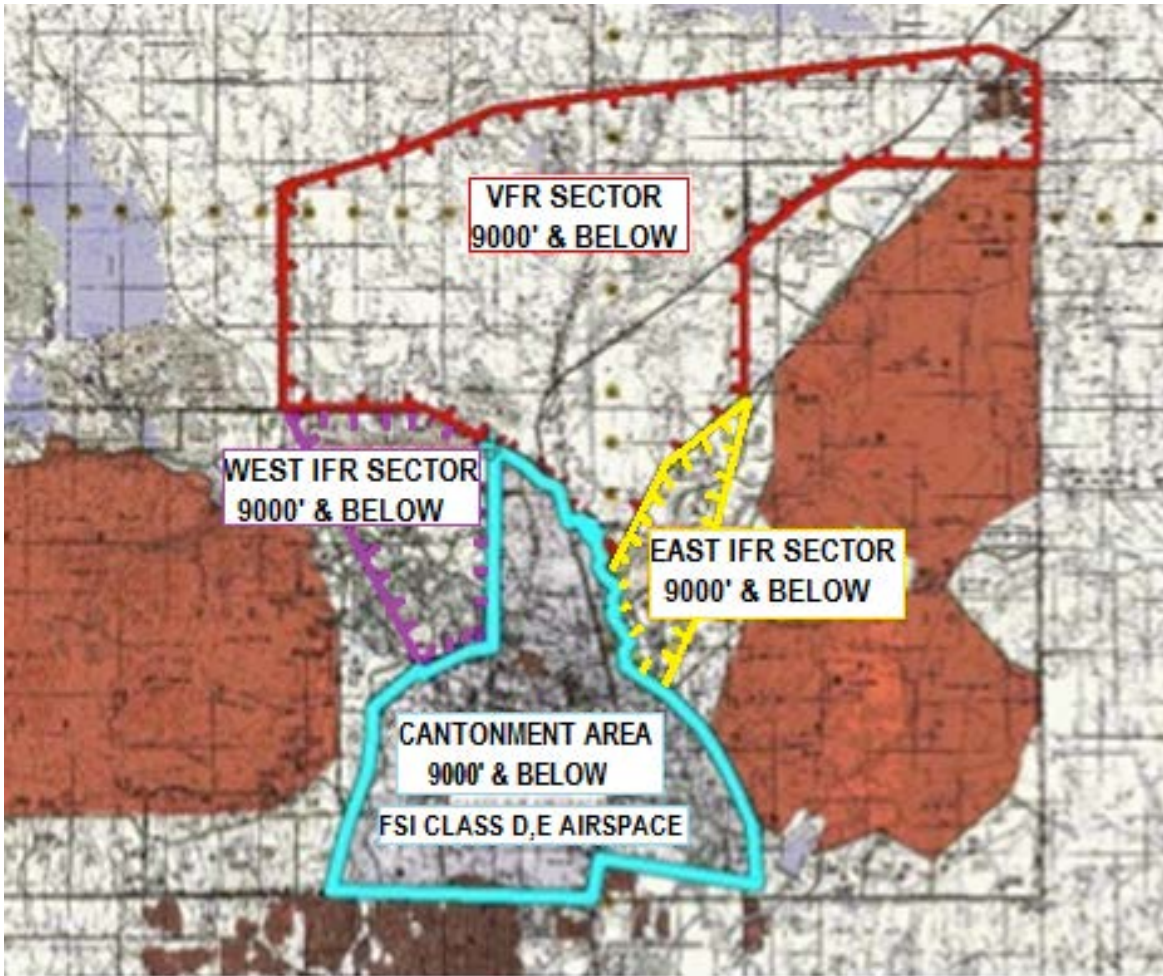 VFR SECTOR
9000' & BELOW
WEST IFR SECTOR
9000' & BELOW
EAST IFR SECTOR
9000' & BELOW
CANTONMENT AREA
9000' & BELOW
FSI CLASS D,E AIRSPACE